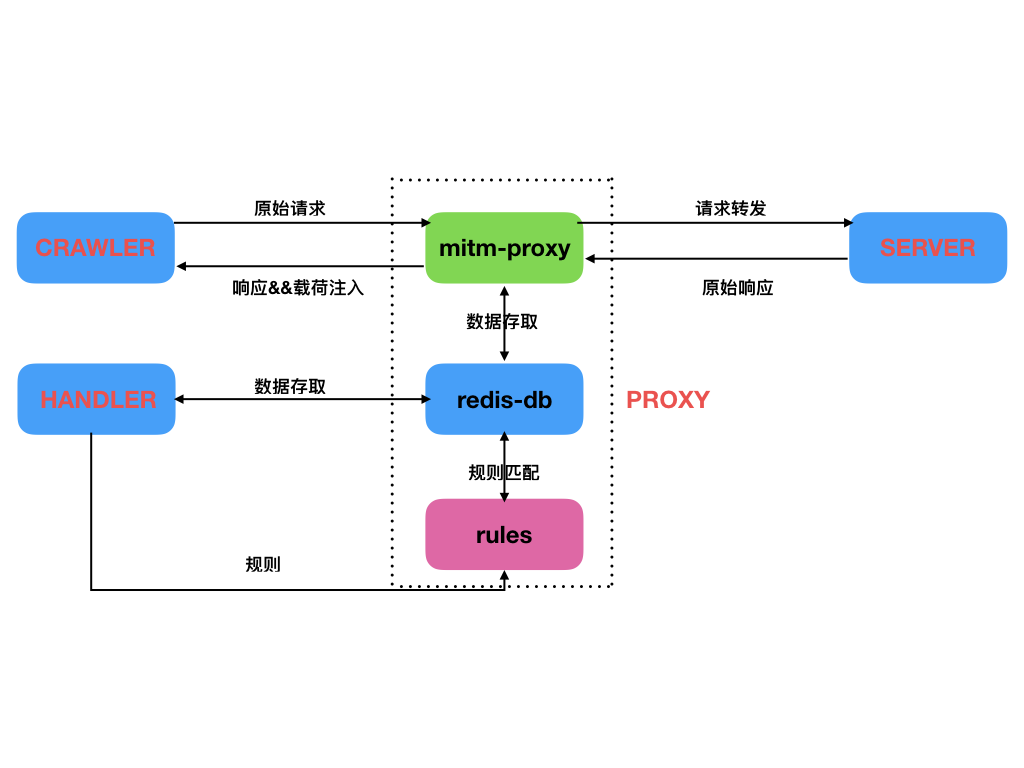 原始请求
请求转发
CRAWLER
mitm-proxy
SERVER
响应&&载荷注入
原始响应
数据存取
数据存取
HANDLER
redis-db
PROXY
规则匹配
rules
规则